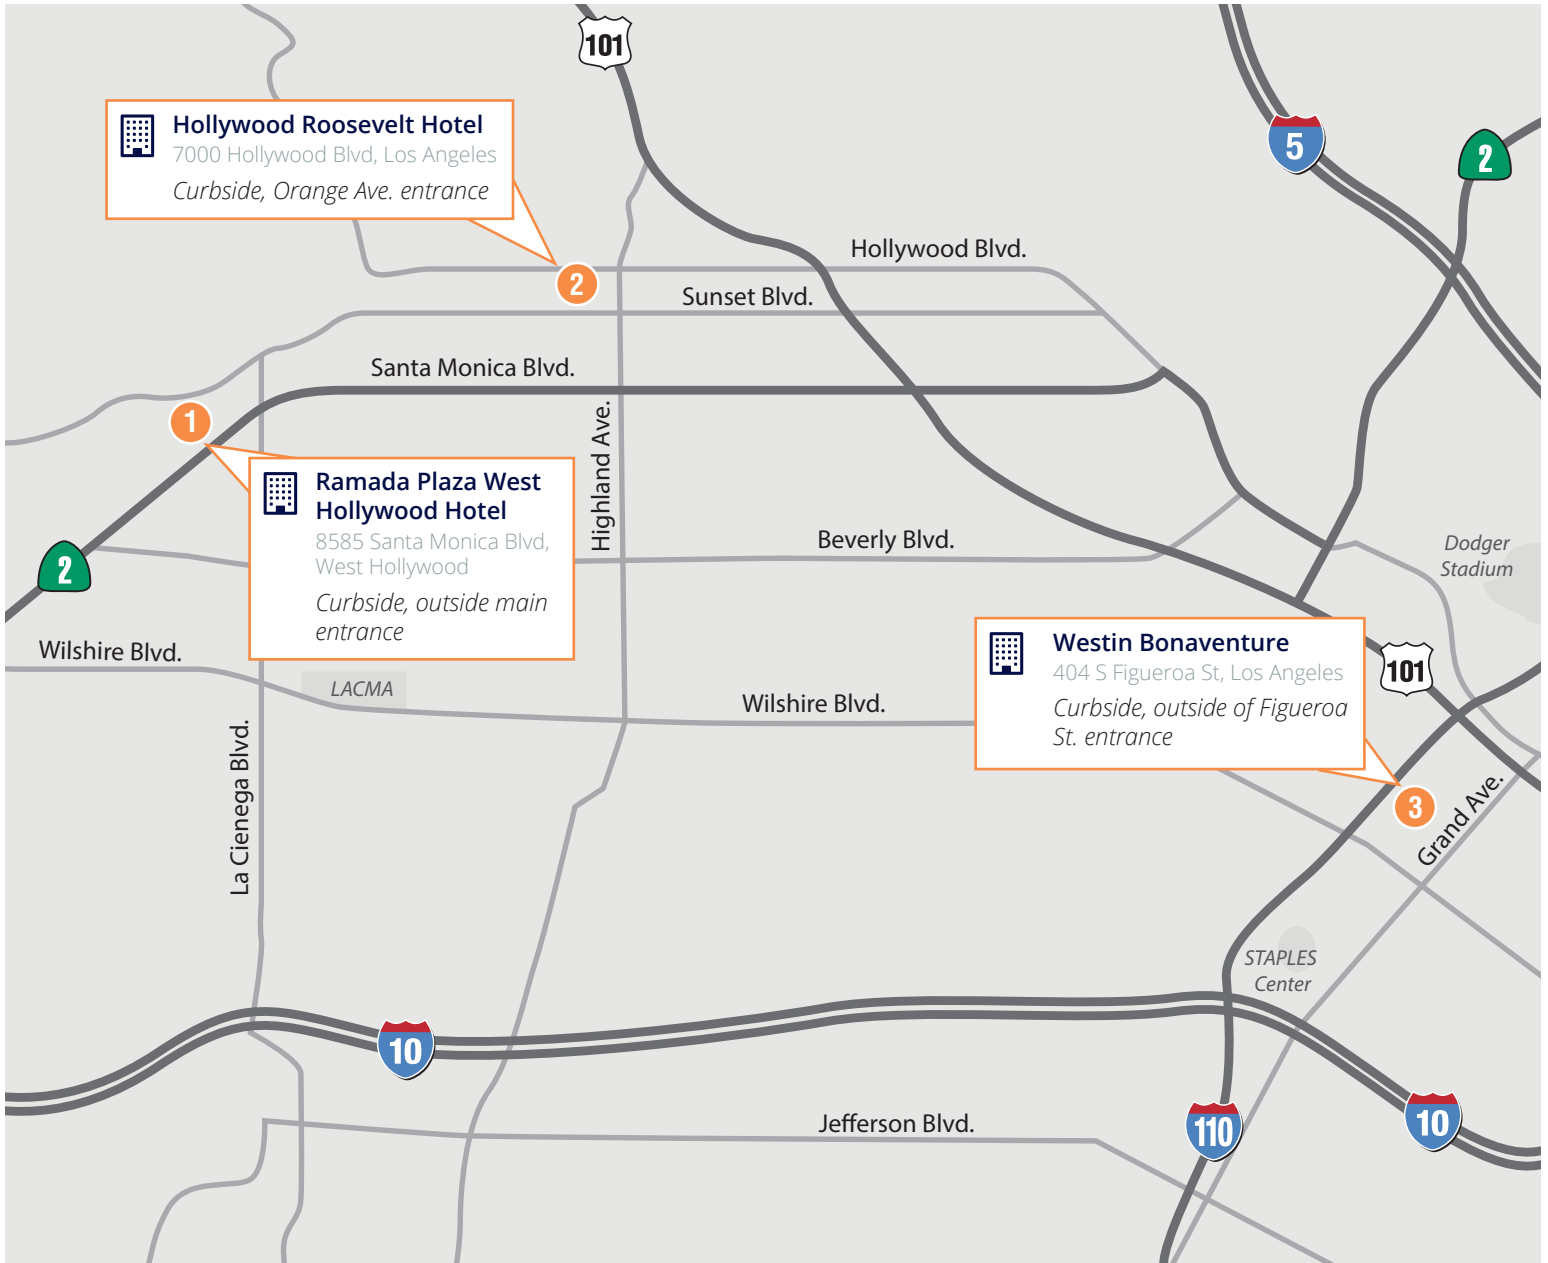 101
5
2
Hollywood Roosevelt Hotel
7000 Hollywood Blvd, Los Angeles
Curbside, Orange Ave. entrance
Hollywood Blvd.
2
Sunset Blvd.
Santa Monica Blvd.
1
Highland Ave.
Ramada Plaza West
Hollywood Hotel
8585 Santa Monica Blvd,
West Hollywood
Curbside, outside main
entrance
2
Beverly Blvd.
Dodger
Stadium
Wilshire Blvd.
LACMA
Wilshire Blvd.
Westin Bonaventure
404 S Figueroa St, Los Angeles
Curbside, outside of Figueroa
St. entrance
101
3
Grand Ave.
La Cienega Blvd.
STAPLES
Center
10
Jefferson Blvd.
110
10